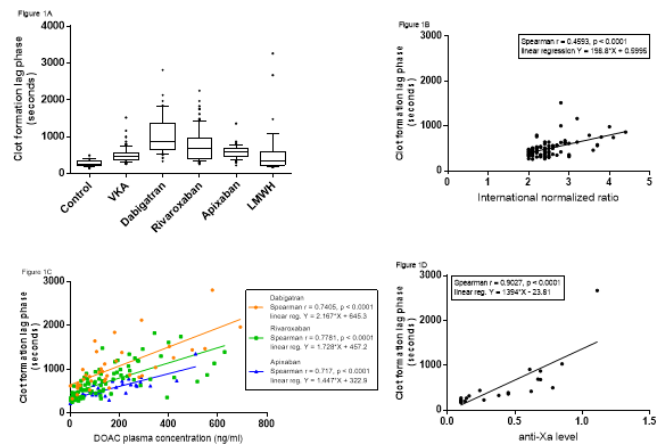 Figure 1A
Clot formation lag phase
(seconds)
4000
3000
2000
1000
0
Control
VKA
Dabigatran
Rivaroxaban
Apixaban
LMWH
Figure 1B
Spearman r = 0.4593, p < 0.0001
linear regression Y = 198.8*X + 0.5995
Clot formation lag phase
(seconds)
3000
2000
1000
0
0
1
2
3
4
5
International normalized ratio
Figure 1C
Clot formation lag phase
(seconds)
3000
2000
1000
0
0
200
400
600
800
DOAC plasma concentration (ng/ml)
Dabigatran
Spearman r = 0.7405, p < 0.0001
linear reg. Y = 2.167*X + 645.3
Rivaroxaban
Spearman r = 0.7781, p < 0.0001
linear reg. Y = 1.728*X + 457.2
Apixaban
Spearman r = 0.717, p < 0.0001
linear reg. Y = 1.447*X + 322.9
Figure 1D
Spearman r = 0.9027, p < 0.0001
linear reg. Y = 1394*X - 23.81
Clot formation lag phase
(seconds)
3000
2000
1000
0
0.0
0.5
1.0
1.5
anti-Xa level